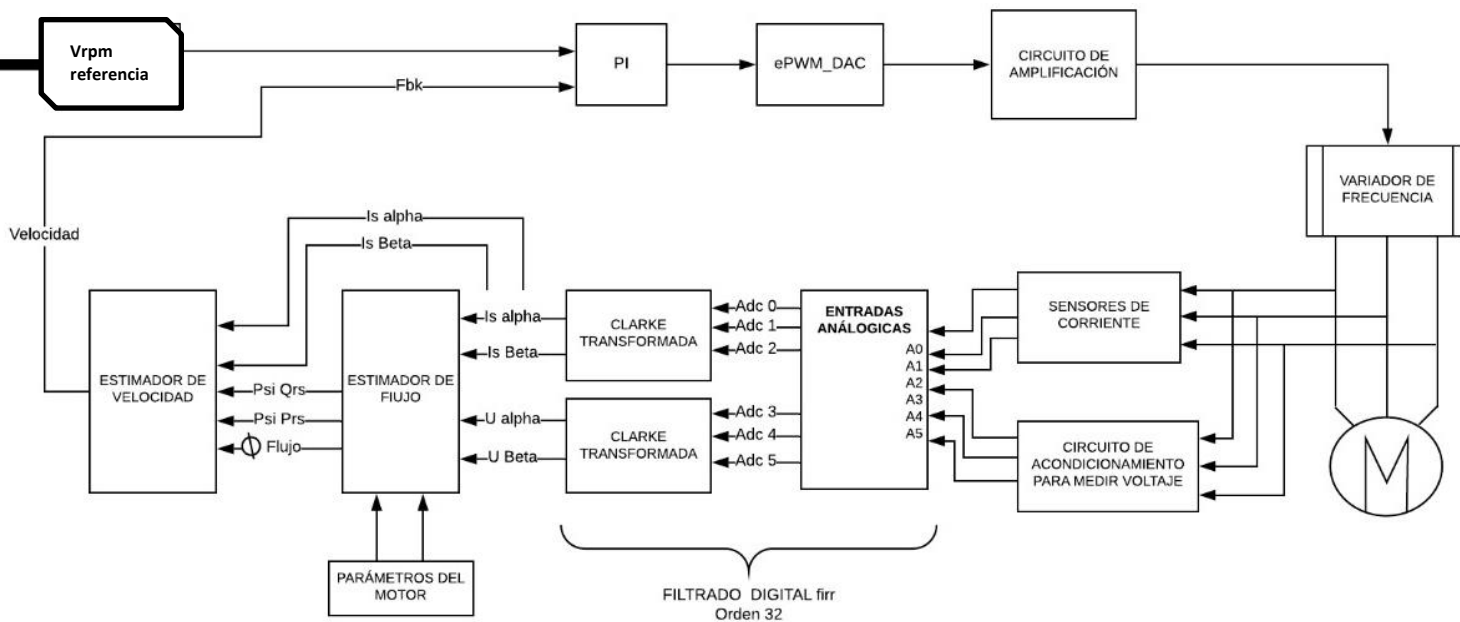 Vrpm
referencia
PI
ePWM_DAC
CIRCUITO DE
AMPLIFICACIÓN
Fbk
VARIADOR DE
FRECUENCIA
Velocidad
Is alpha
Is Beta
ESTIMADOR DE
VELOCIDAD
Psi Qrs
Psi Prs
Flujo
ESTIMADOR DE
FlUJO
Is alpha
Is Beta
U alpha
U Beta
CLARKE
TRANSFORMADA
CLARKE
TRANSFORMADA
Adc 0
Adc 1
Adc 2
Adc 3
Adc 4
Adc 5
ENTRADAS
ANÁLOGICAS
A0
A1
A2
A3
A4
A5
SENSORES DE
CORRIENTE
CIRCUITO DE
ACONDICIONAMIENTO
PARA MEDIR VOLTAJE
M
PARÁMETROS DEL
MOTOR
FILTRADO DIGITAL firr
Orden 32